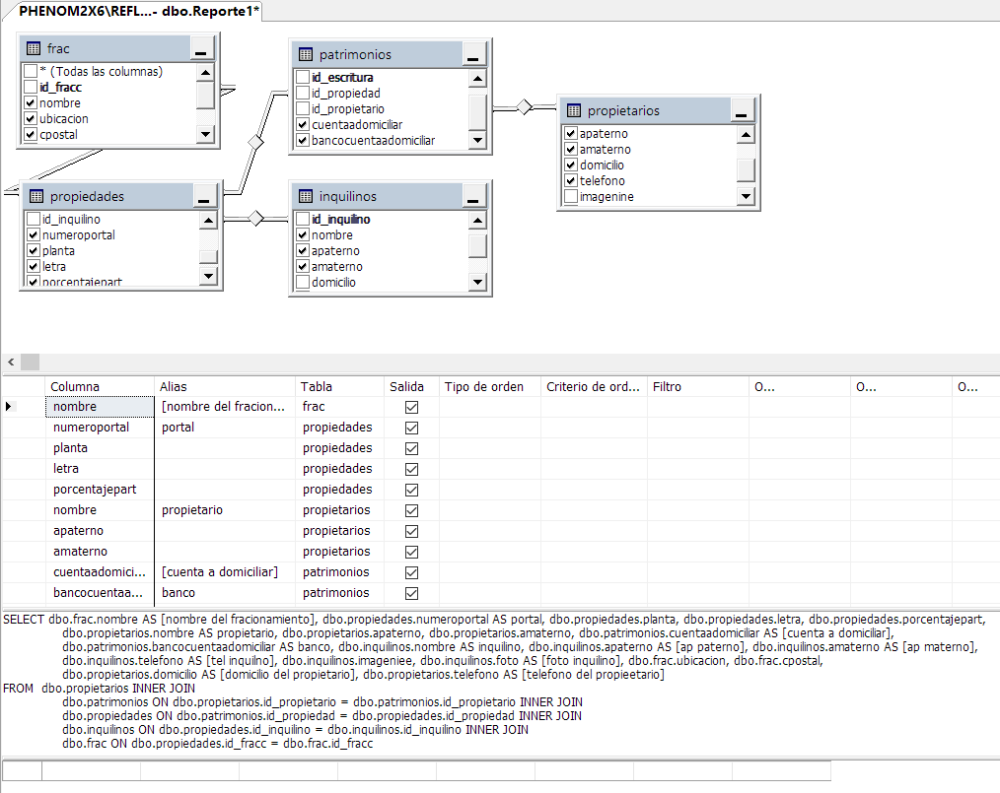 PHENOM2X6\REFL...- dbo.Reporte1*
frac
* (Todas las columnas)
id_fracc
nombre
ubicacion
cpostal
patrimonios
id_escritura
id_propiedad
id_propietario
cuentaadomiciliar
bancocuentaadomiciliar
propietarios
apaterno
amaterno
domicilio
telefono
imagenine
propiedades
id_inquilino
numeroportal
planta
letra
porcentajepart
inquilinos
id_inquilino
nombre
apaterno
amaterno
domicilio
Columna Alias Tabla Salida Tipo de orden Criterio de ord... Filtro O... O... O...
nombre [nombre del fracion... frac
numeroportal portal propiedades
planta propiedades
letra propiedades
porcentajepart propiedades
nombre propietario propietarios
apaterno propietarios
amaterno propietarios
cuentaadomici... [cuenta a domiciliar] patrimonios
bancocuentaa... banco patrimonios
SELECT dbo.frac.nombre AS [nombre del fracionamiento], dbo.propiedades.numeroportal AS portal, dbo.propiedades.planta, dbo.propiedades.letra, dbo.propiedades.porcentajepart,
dbo.propietarios.nombre AS propietario, dbo.propietarios.apaterno, dbo.propietarios.amaterno, dbo.patrimonios.cuentaadomiciliar AS [cuenta a domiciliar],
dbo.patrimonios.bancocuentaadomiciliar AS banco, dbo.inquilinos.nombre AS inquilino, dbo.inquilinos.apaterno AS [ap paterno], dbo.inquilinos.amaterno AS [ap materno],
dbo.inquilinos.telefono AS [tel inquilno], dbo.inquilinos.imageniee, dbo.inquilinos.foto AS [foto inquilino], dbo.frac.ubicacion, dbo.frac.cpostal,
dbo.propietarios.domicilio AS [domicilio del propietario], dbo.propietarios.telefono AS [telefono del propieetario]
FROM dbo.propietarios INNER JOIN
dbo.patrimonios ON dbo.propietarios.id_propietario = dbo.patrimonios.id_propietario INNER JOIN
dbo.propiedades ON dbo.patrimonios.id_propiedad = dbo.propiedades.id_propiedad INNER JOIN
dbo.inquilinos ON dbo.propiedades.id_inquilino = dbo.inquilinos.id_inquilino INNER JOIN
dbo.frac ON dbo.propiedades.id_fracc = dbo.frac.id_fracc